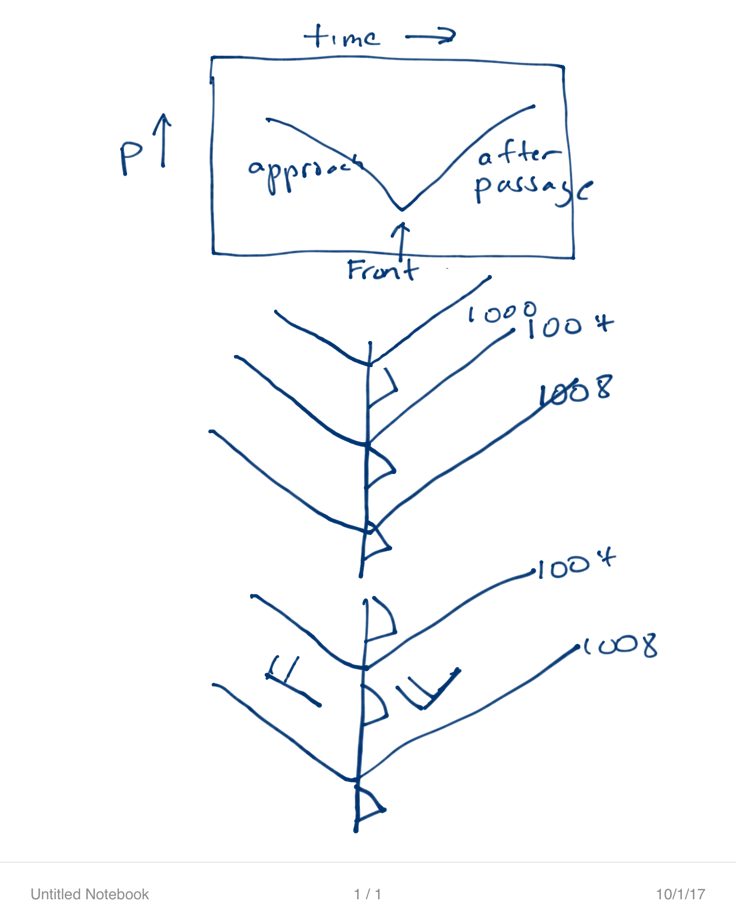 time →
P ↑
approach
after
passage
Front
1000
1004
1008
1004
1008
Untitled Notebook
1 / 1
10/1/17